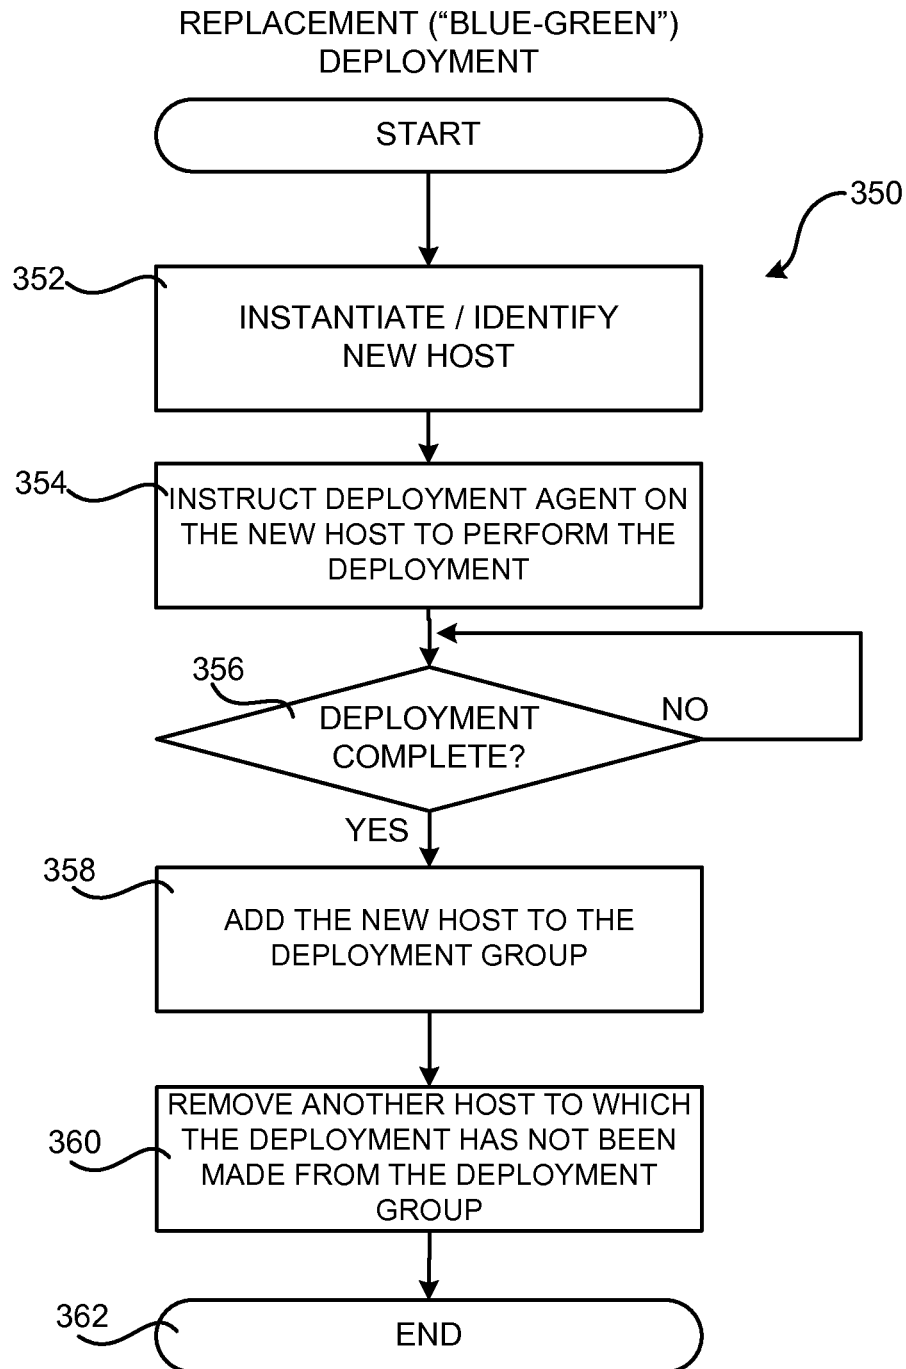 REPLACEMENT (“BLUE-GREEN”)
DEPLOYMENT
START
350
352
INSTANTIATE / IDENTIFY
NEW HOST
354
INSTRUCT DEPLOYMENT AGENT ON
THE NEW HOST TO PERFORM THE
DEPLOYMENT
356
DEPLOYMENT
COMPLETE?
NO
YES
358
ADD THE NEW HOST TO THE
DEPLOYMENT GROUP
360
REMOVE ANOTHER HOST TO WHICH
THE DEPLOYMENT HAS NOT BEEN
MADE FROM THE DEPLOYMENT
GROUP
362
END